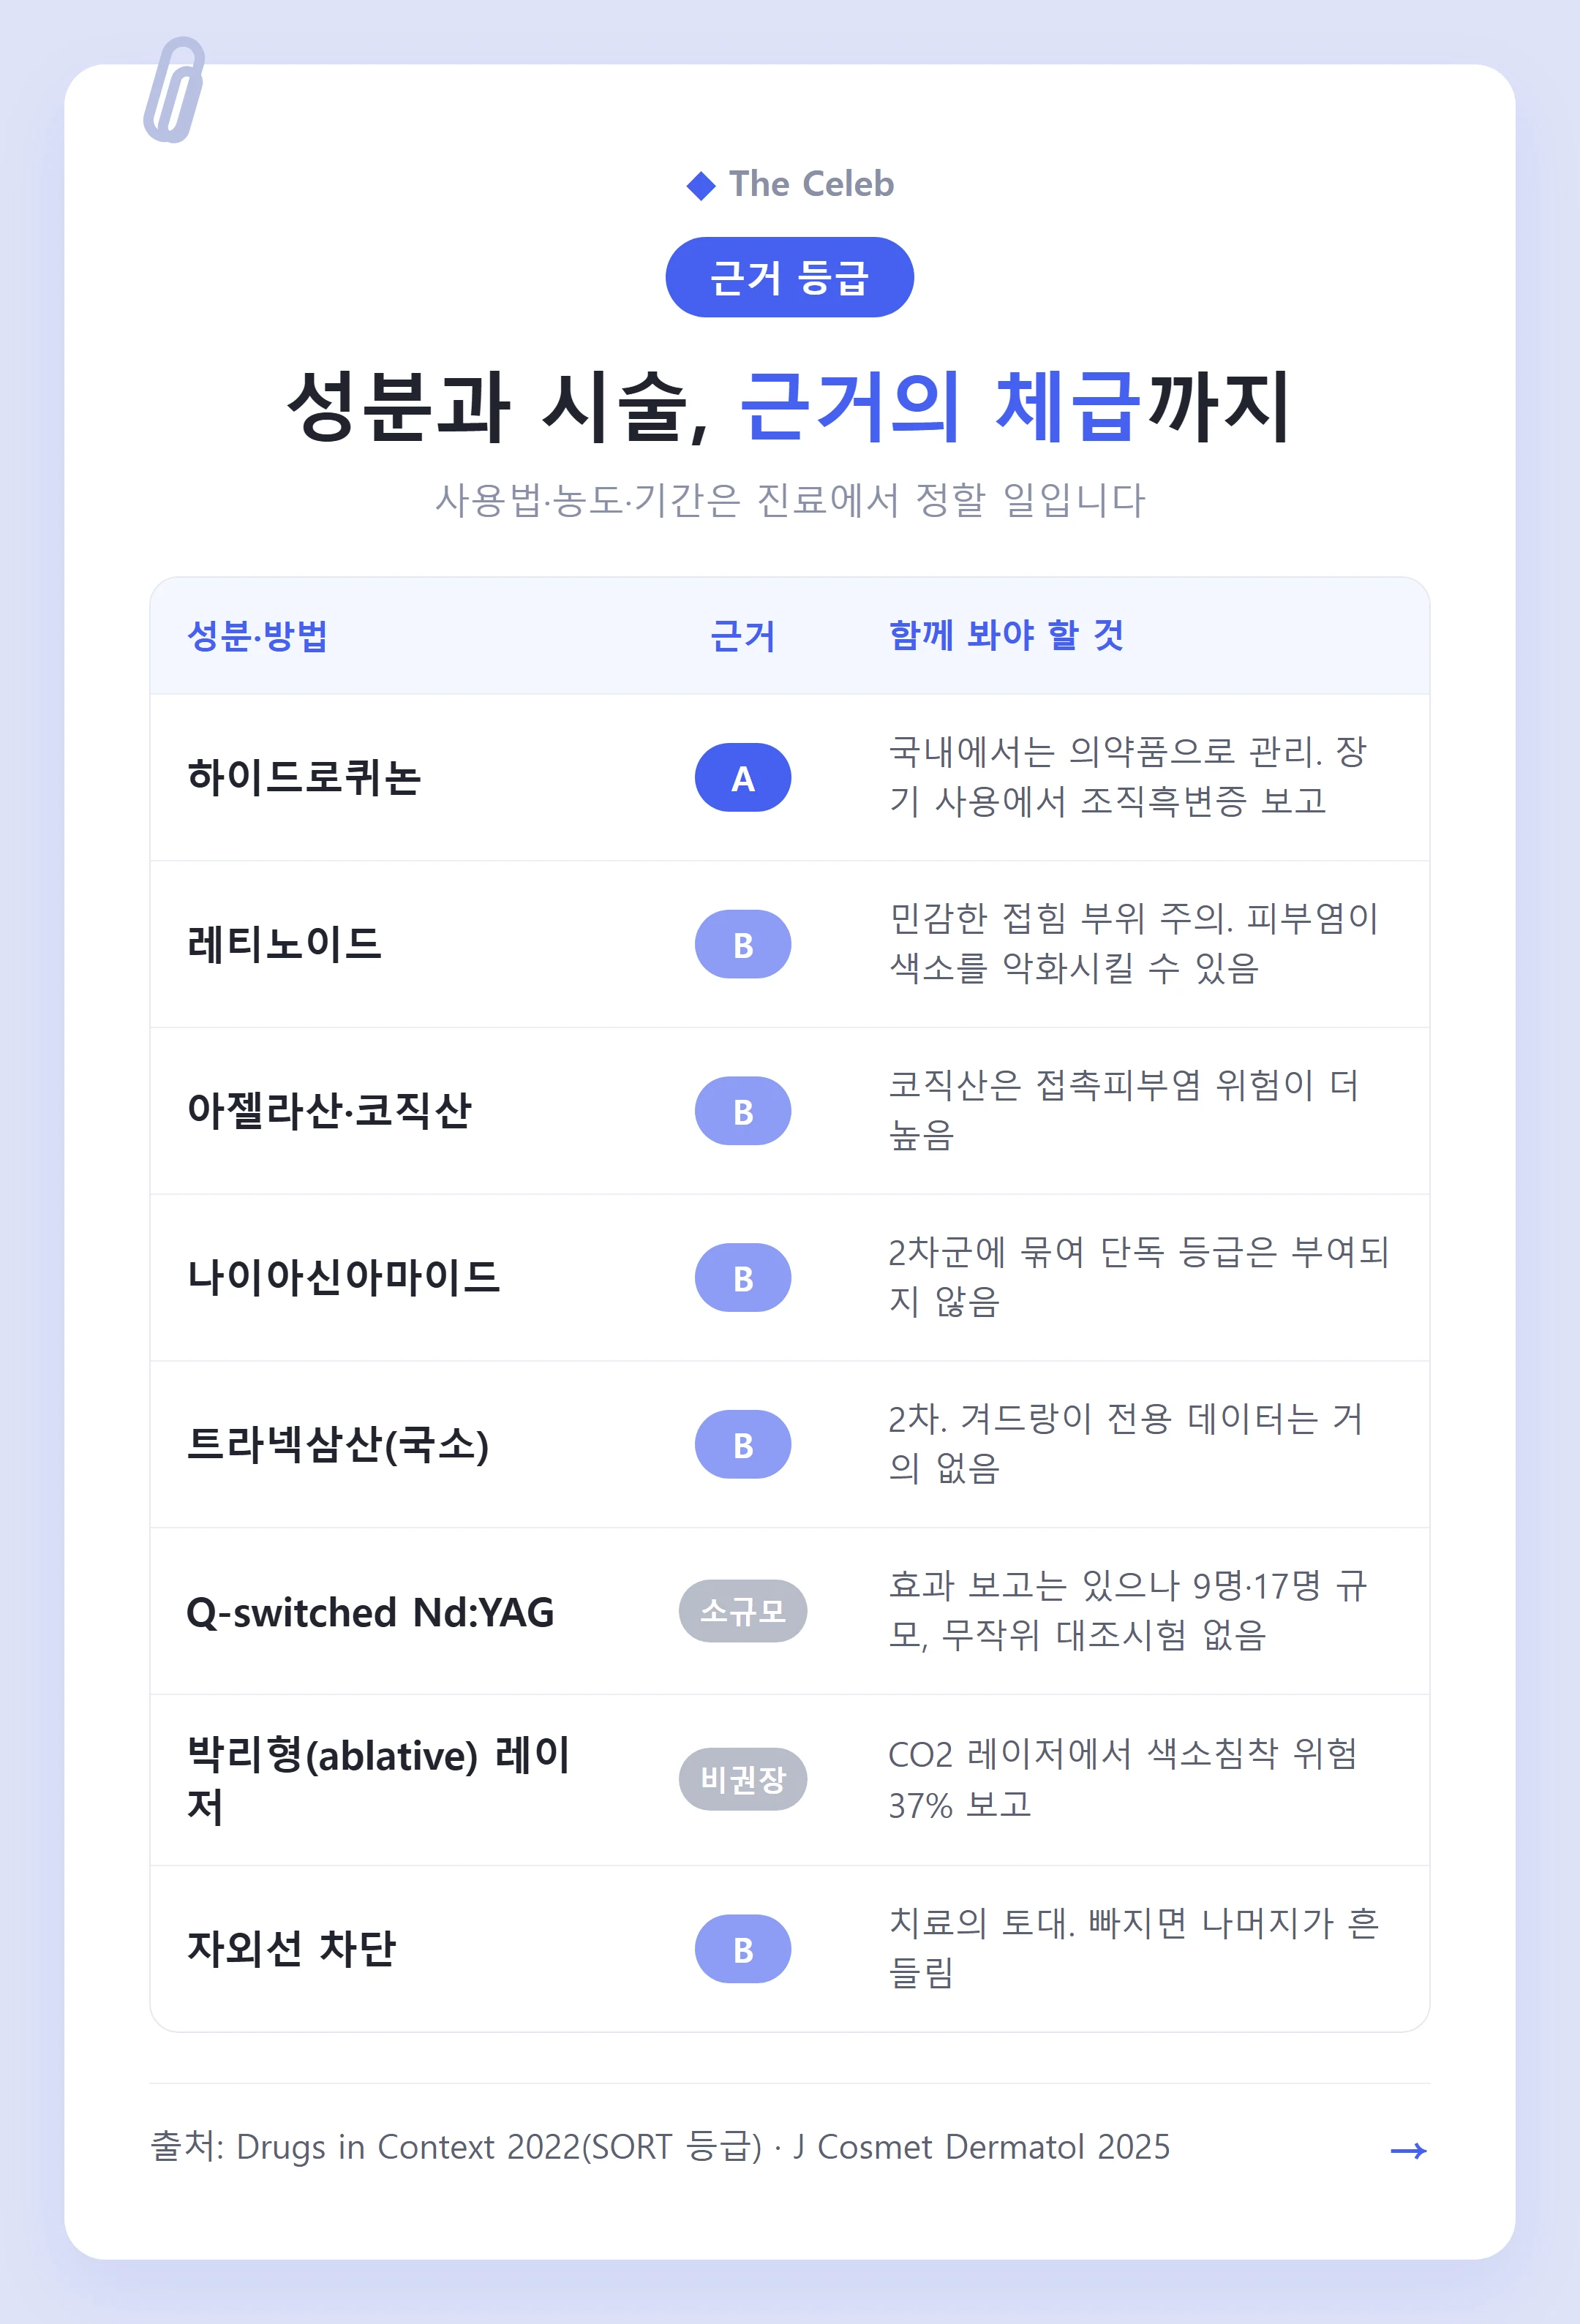 ◆ The Celeb
근거 등급
성분과 시술, 근거의 체급까지
사용법·농도·기간은 진료에서 정할 일입니다
성분·방법 근거 함께 봐야 할 것
하이드로퀴논 A 국내에서는 의약품으로 관리. 장
기 사용에서 조직흑변증 보고
레티노이드 B 민감한 접힘 부위 주의. 피부염이
색소를 악화시킬 수 있음
아젤라산·코직산 B 코직산은 접촉피부염 위험이 더
높음
나이아신아마이드 B 2차군에 묶여 단독 등급은 부여되
지 않음
트라넥삼산(국소) B 2차. 겨드랑이 전용 데이터는 거
의 없음
Q-switched Nd:YAG 소규모 효과 보고는 있으나 9명·17명 규
모, 무작위 대조시험 없음
박리형(ablative) 레이
저 비권장 CO2 레이저에서 색소침착 위험
37% 보고
자외선 차단 B 치료의 토대. 빠지면 나머지가 흔
들림
출처: Drugs in Context 2022(SORT 등급) · J Cosmet Dermatol 2025 →